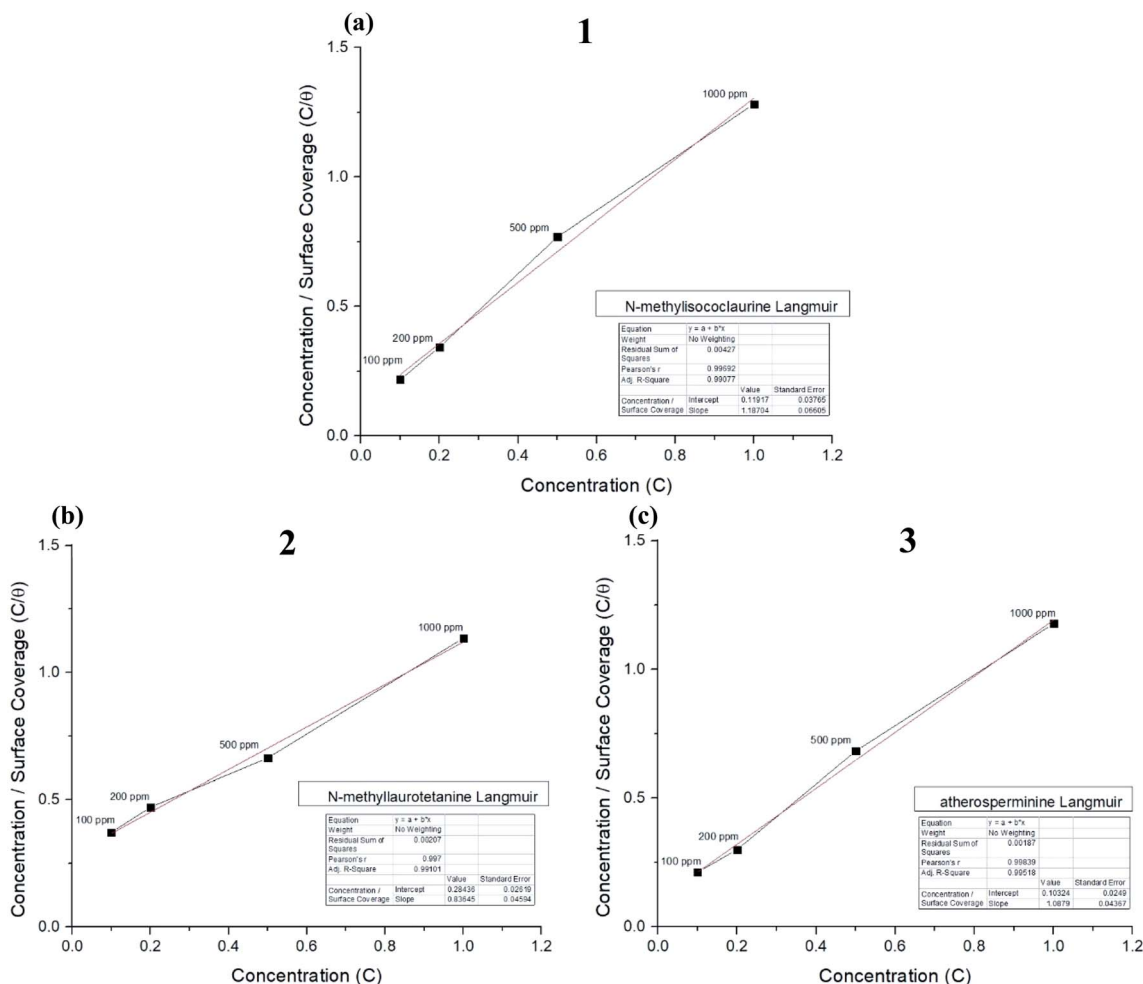 (a)
1
Concentration / Surface Coverage (C/θ)
1.5
1.0
0.5
0.0
1000 ppm
500 ppm
200 ppm
100 ppm
N-methylisococlaurine Langmuir
Equation y = a + b*x
Weight No Weighting
Residual Sum of Squares 0.00427
Pearson's r 0.99692
Adj. R-Square 0.99077
Value Standard Error
Concentration / Surface Coverage Intercept 0.11917 0.03765
Slope 1.18704 0.06605
0.0 0.2 0.4 0.6 0.8 1.0 1.2
Concentration (C)
(b)
2
Concentration / Surface Coverage (C/θ)
1.5
1.0
0.5
0.0
1000 ppm
500 ppm
200 ppm
100 ppm
N-methyllaurotetanine Langmuir
Equation y = a + b*x
Weight No Weighting
Residual Sum of Squares 0.00207
Pearson's r 0.997
Adj. R-Square 0.99101
Value Standard Error
Concentration / Surface Coverage Intercept 0.28436 0.02619
Slope 0.83645 0.04594
0.0 0.2 0.4 0.6 0.8 1.0 1.2
Concentration (C)
(c)
3
Concentration / Surface Coverage (C/θ)
1.5
1.0
0.5
0.0
1000 ppm
500 ppm
200 ppm
100 ppm
atherosperminine Langmuir
Equation y = a + b*x
Weight No Weighting
Residual Sum of Squares 0.00187
Pearson's r 0.99839
Adj. R-Square 0.99518
Value Standard Error
Concentration / Surface Coverage Intercept 0.10324 0.0249
Slope 1.0879 0.04367
0.0 0.2 0.4 0.6 0.8 1.0 1.2
Concentration (C)